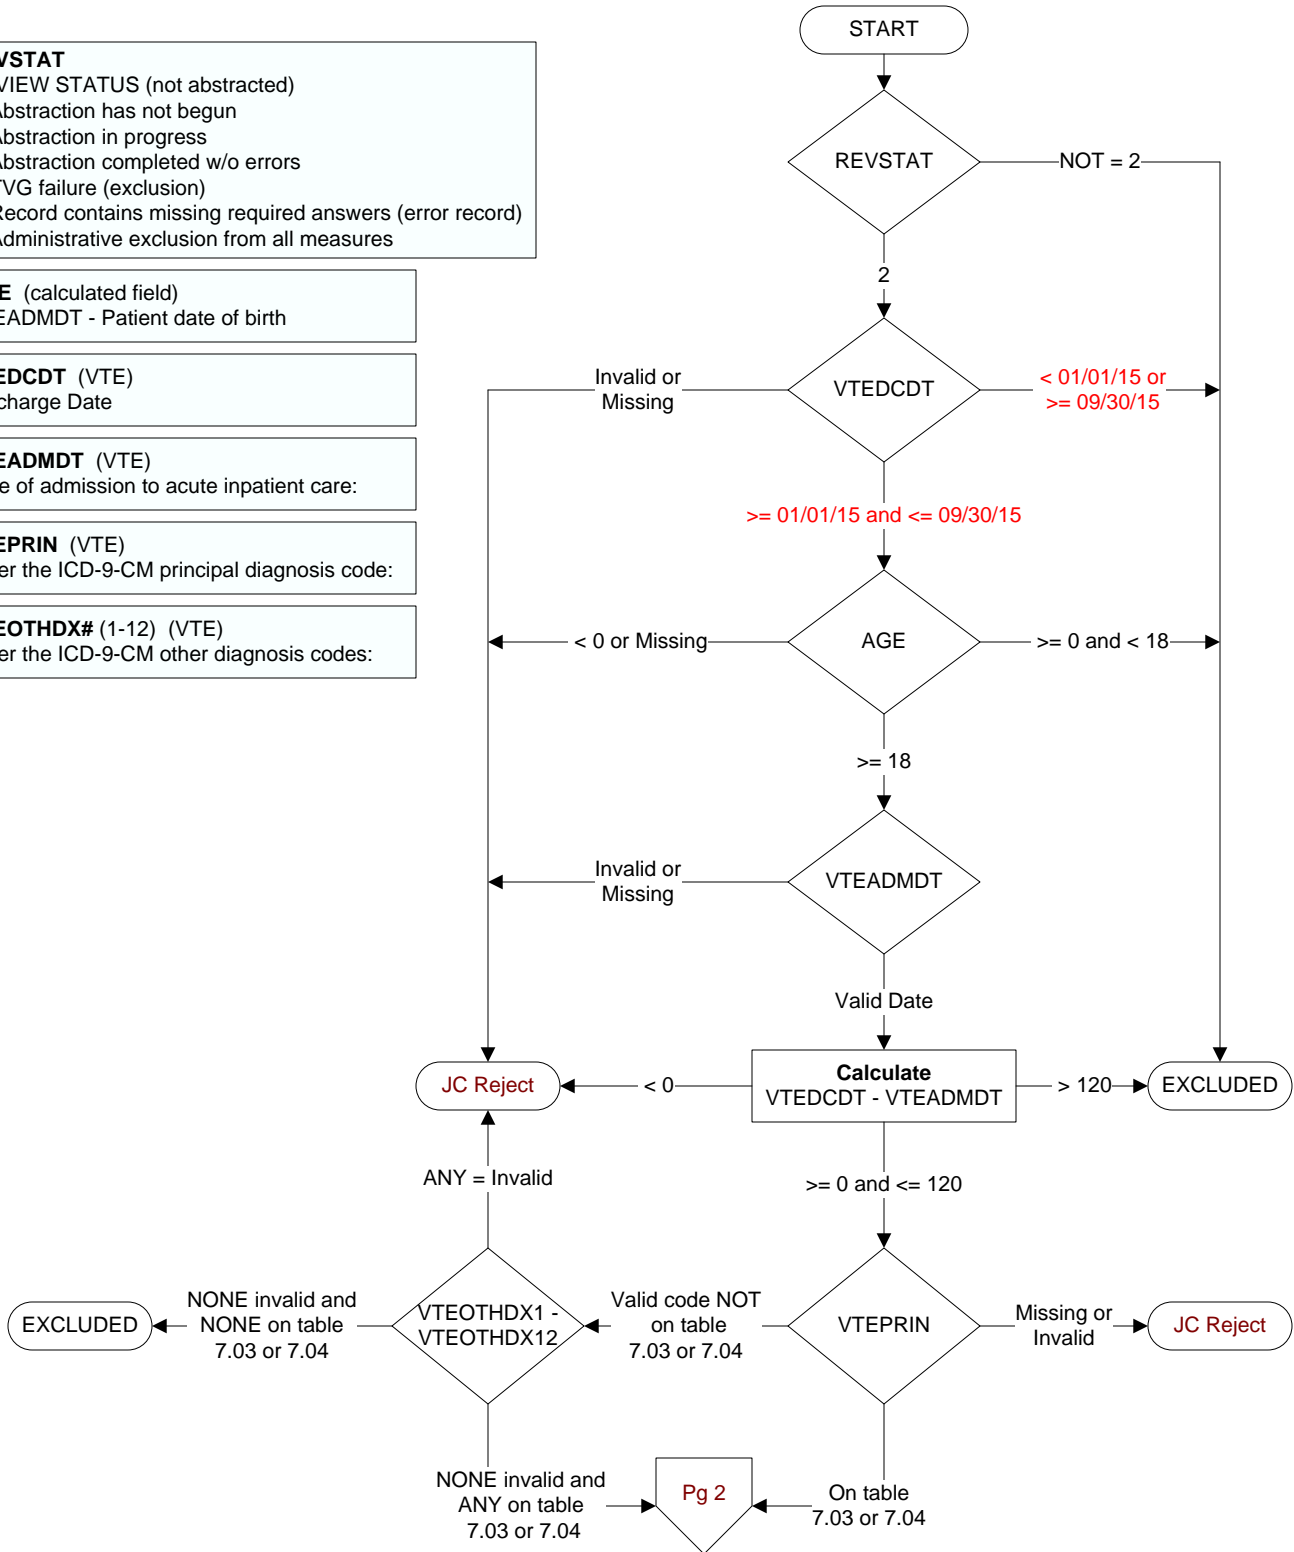 START
VSTAT
VIEW STATUS (not abstracted)
Abstraction has not begun
Abstraction in progress
Abstraction completed w/o errors
TVG failure (exclusion)
Record contains missing required answers (error record)
Administrative exclusion from all measures
E (calculated field)
EADMDT - Patient date of birth
EDCDT (VTE)
charge Date
EADMDT (VTE)
e of admission to acute inpatient care:
EPRIN (VTE)
er the ICD-9-CM principal diagnosis code:
EOTHDX# (1-12) (VTE)
er the ICD-9-CM other diagnosis codes:
REVSTAT
NOT = 2
2
Invalid or
Missing
VTEDCDT
< 01/01/15 or
>= 09/30/15
>= 01/01/15 and <= 09/30/15
< 0 or Missing
AGE
>= 0 and < 18
>= 18
Invalid or
Missing
VTEADMDT
Valid Date
JC Reject
< 0
Calculate
VTEDCDT - VTEADMDT
> 120
EXCLUDED
ANY = Invalid
>= 0 and <= 120
EXCLUDED
NONE invalid and
NONE on table
7.03 or 7.04
VTEOTHDX1 -
VTEOTHDX12
Valid code NOT
on table
7.03 or 7.04
VTEPRIN
Missing or
Invalid
JC Reject
NONE invalid and
ANY on table
7.03 or 7.04
Pg 2
On table
7.03 or 7.04